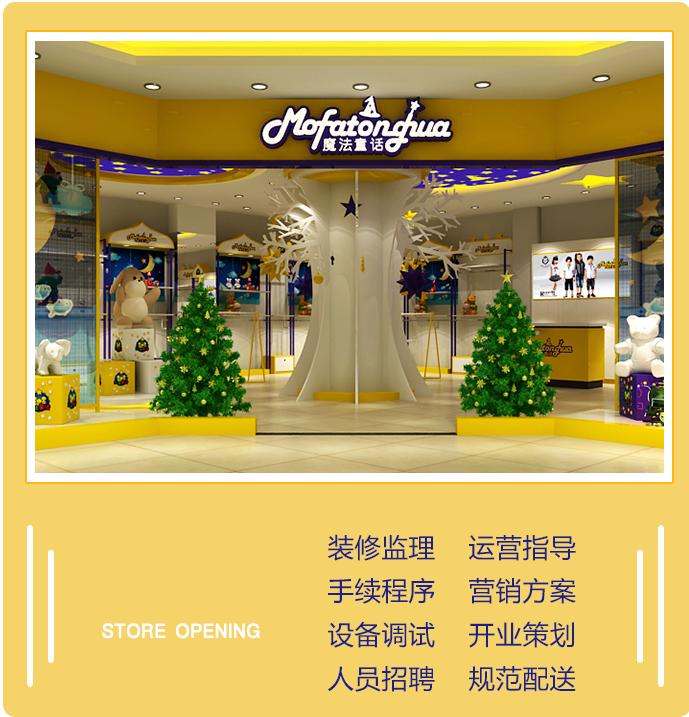 Mofatonghua
魔法童话
STORE OPENING
装修监理 运营指导
手续程序 营销方案
设备调试 开业策划
人员招聘 规范配送